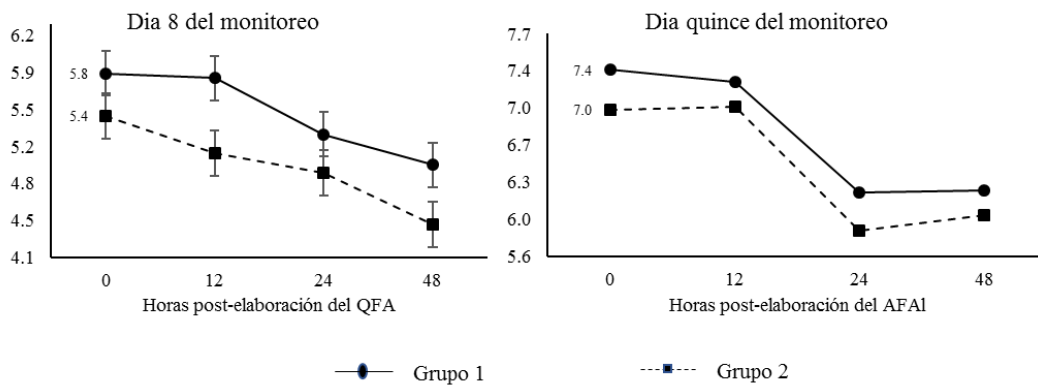 Dia 8 del monitoreo
6.2
5.9
5.5
5.2
4.8
4.5
4.1
5.8
5.4
0 12 24 48
Horas post-elaboración del QFA
Dia quince del monitoreo
7.7
7.4
7.0
6.7
6.3
6.0
5.6
7.4
7.0
0 12 24 48
Horas post-elaboración del AFAl
Grupo 1 Grupo 2